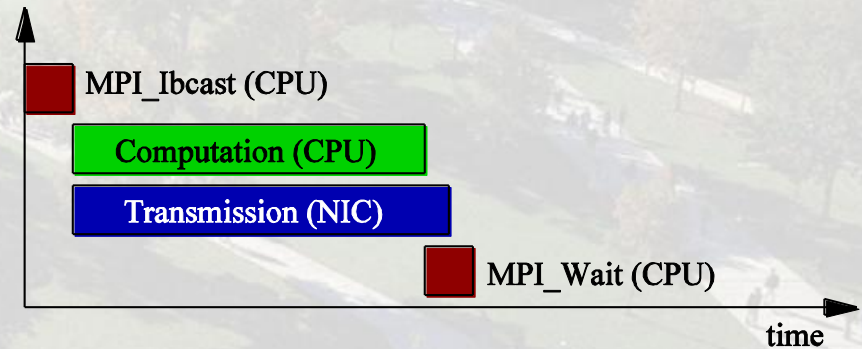 MPI_Ibcast (CPU)
Computation (CPU)
Transmission (NIC)
MPI_Wait (CPU)
time